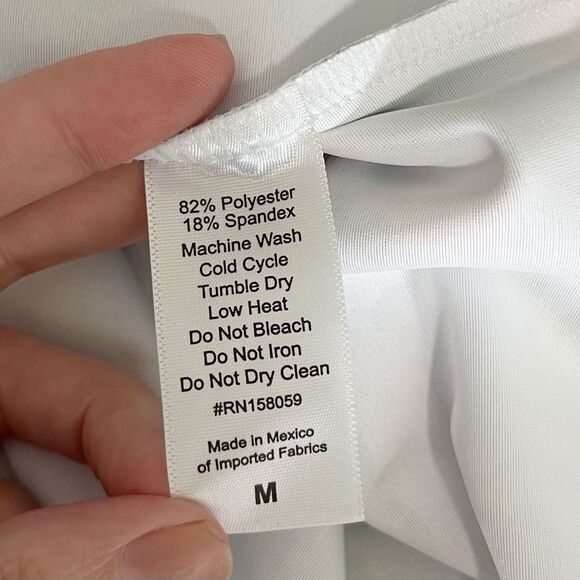 82% Polyester
18% Spandex
Machine Wash
Cold Cycle
Tumble Dry
Low Heat
Do Not Bleach
Do Not Iron
Do Not Dry Clean
#RN158059
Made In Mexico
of Imported Fabrics
M